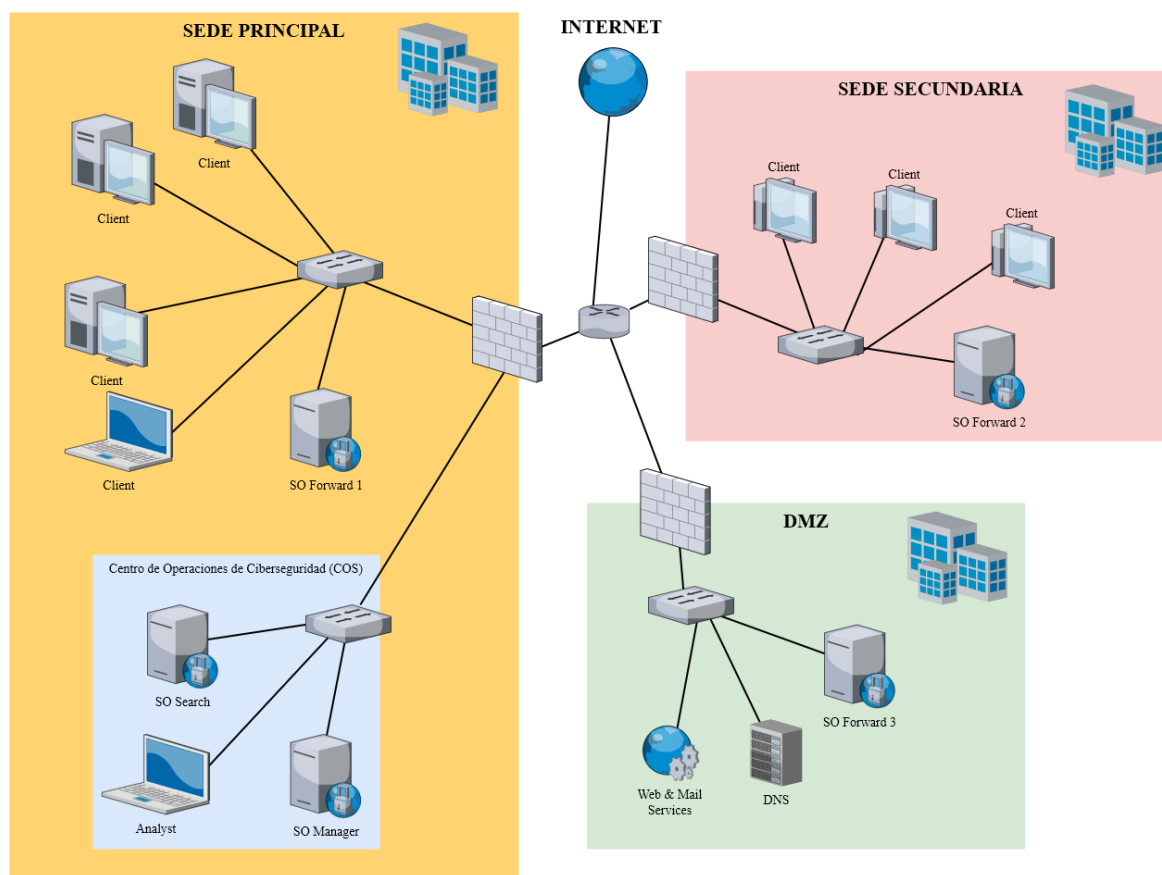 SEDE PRINCIPAL
INTERNET
SEDE SECUNDARIA
Client
Client
Client
Client
SO Forward 1
Client
Client
Client
SO Forward 2
Centro de Operaciones de Ciberseguridad (COS)
SO Search
Analyst
SO Manager
DMZ
SO Forward 3
Web & Mail
Services
DNS